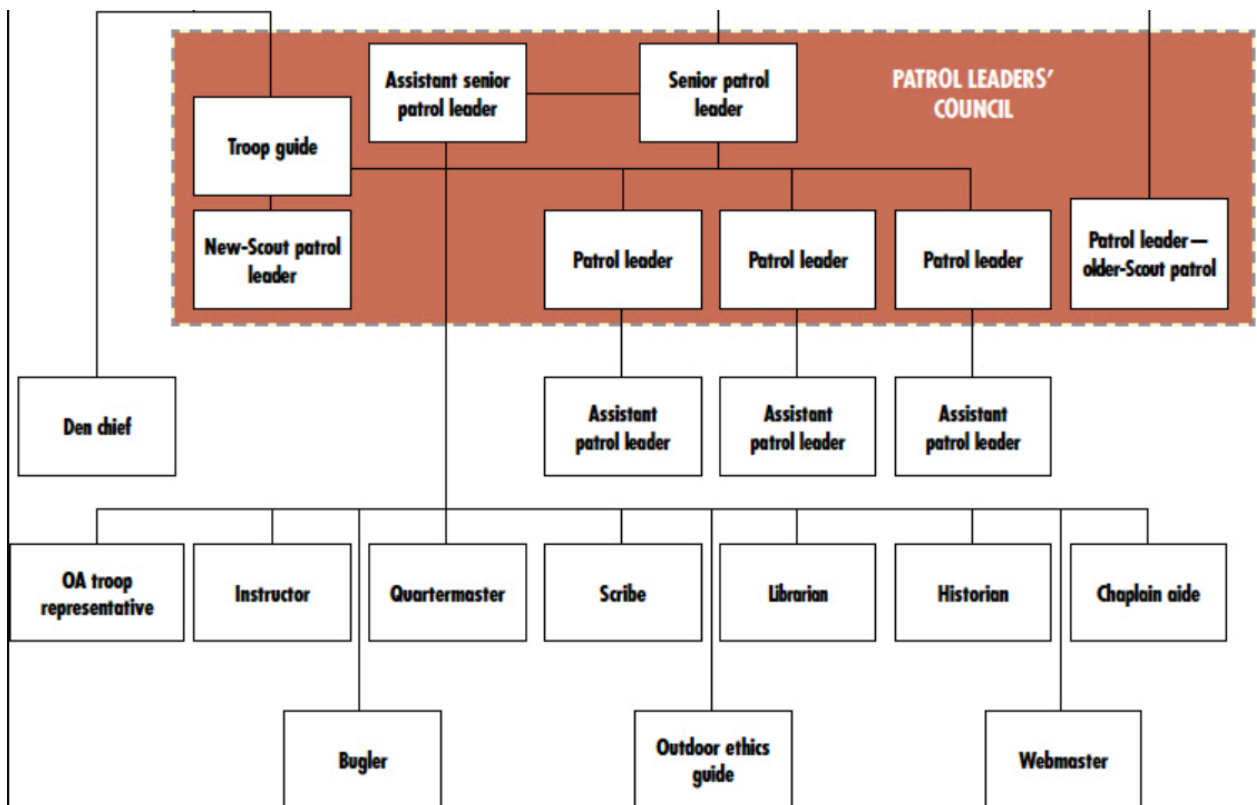 Assistant senior
patrol leader
Senior patrol
leader
PATROL LEADERS’
COUNCIL
Troop guide
New-Scout patrol
leader
Patrol leader
Patrol leader
Patrol leader
Patrol leader—
older-Scout patrol
Den chief
Assistant
patrol leader
Assistant
patrol leader
Assistant
patrol leader
OA troop
representative
Instructor
Quartermaster
Scribe
Librarian
Historian
Chaplain aide
Bugler
Outdoor ethics
guide
Webmaster